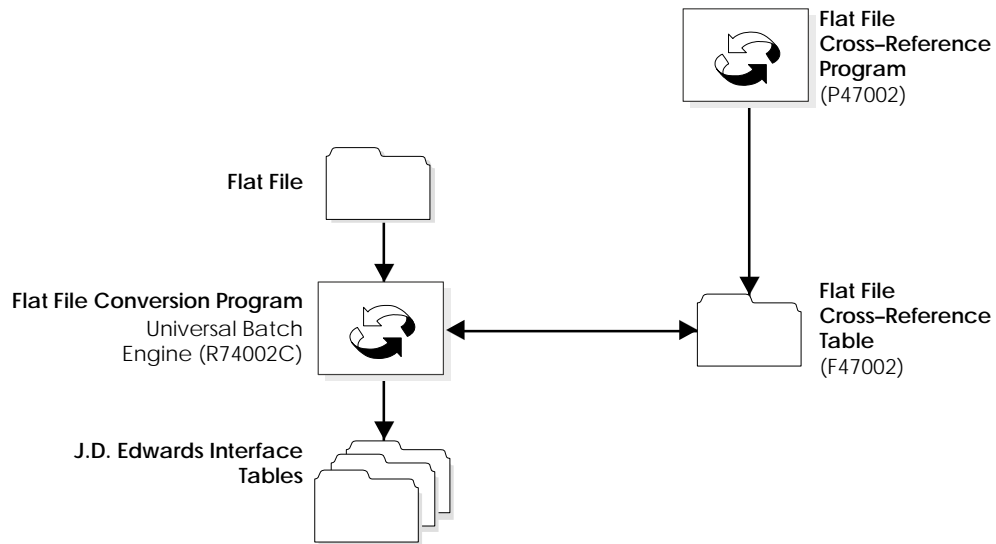 Flat File
Cross–Reference
Program
(P47002)
Flat File
Flat File Conversion Program
Universal Batch
Engine (R74002C)
Flat File
Cross–Reference
Table
(F47002)
J.D. Edwards Interface
Tables